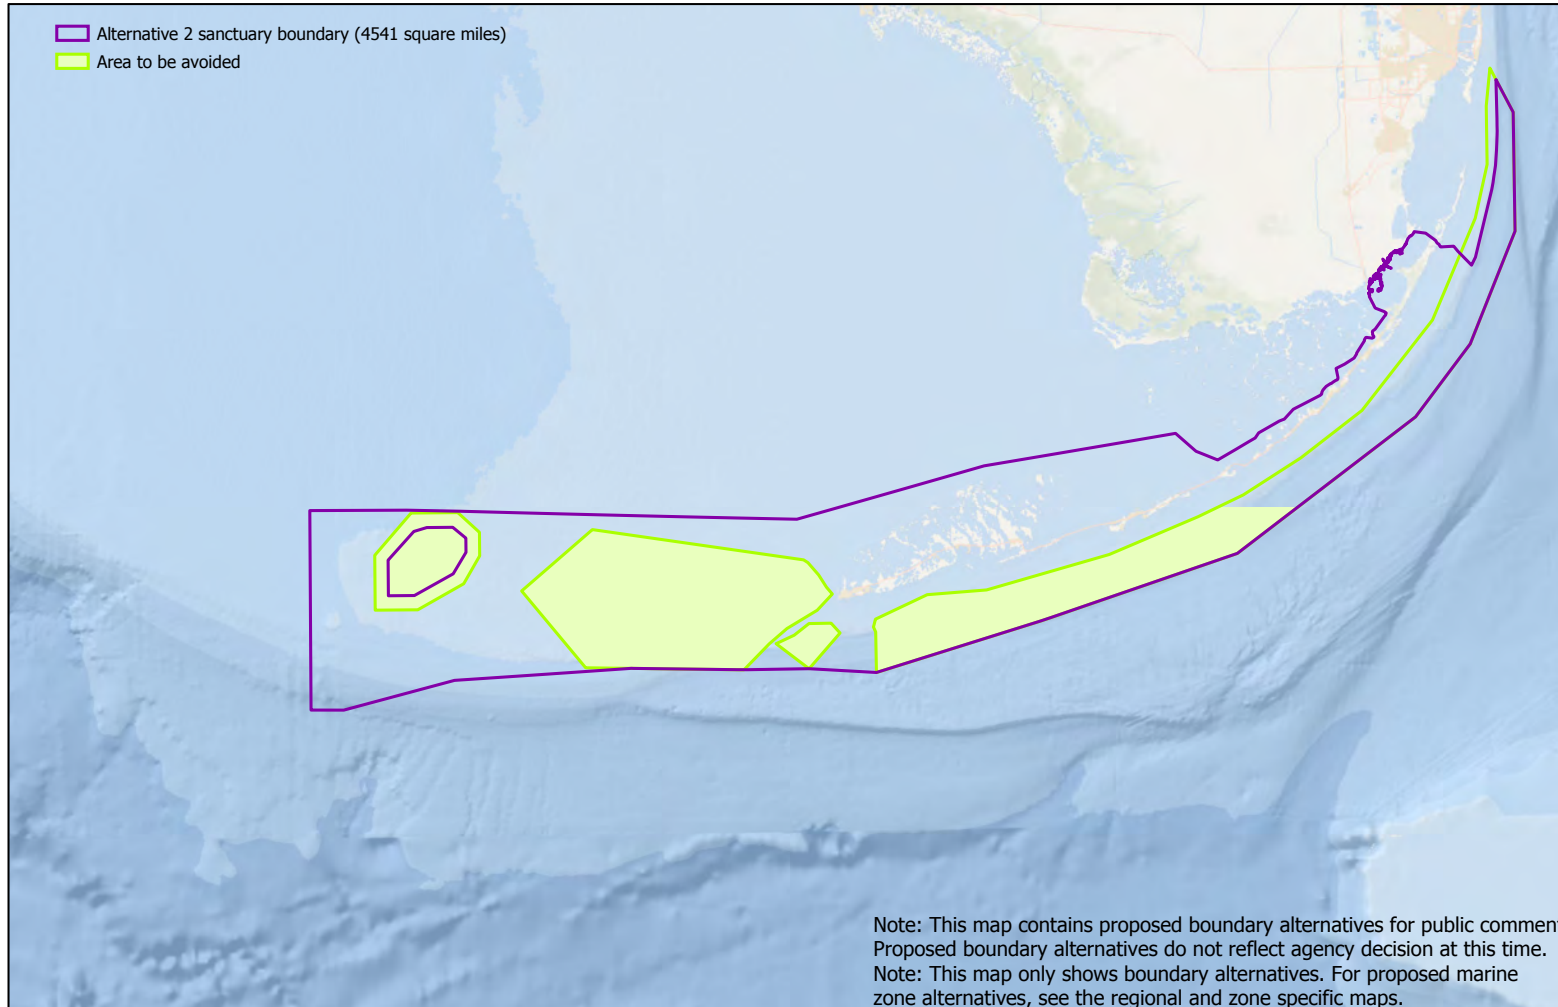 Alternative 2 sanctuary boundary (4541 square miles)
Area to be avoided
Note: This map contains proposed boundary alternatives for public comment
Proposed boundary alternatives do not reflect agency decision at this time.
Note: This map only shows boundary alternatives. For proposed marine
zone alternatives, see the regional and zone specific maps.